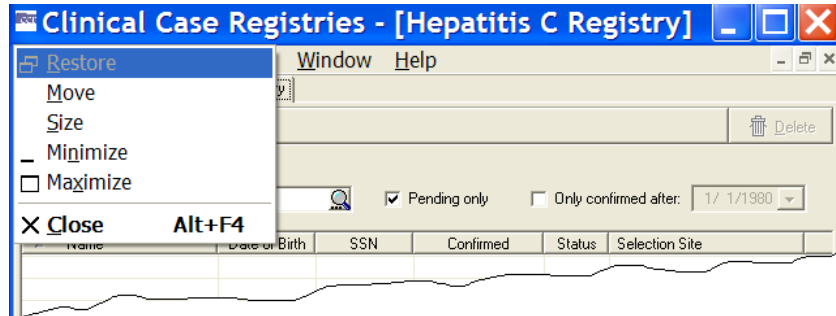 Clinical Case Registries - [Hepatitis C Registry]
Restore
Window Help
Move
Size
Delete
Minimize
Maximize
Pending only
Only confirmed after: 1/ 1/1980
Close Alt+F4
Name Date of Birth SSN Confirmed Status Selection Site